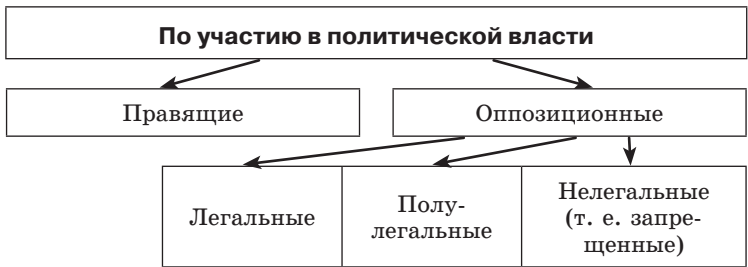 По участию в политической власти
Правящие
Оппозиционные
Легальные
Полу-
легальные
Нелегальные
(т. е. запре-
щенные)